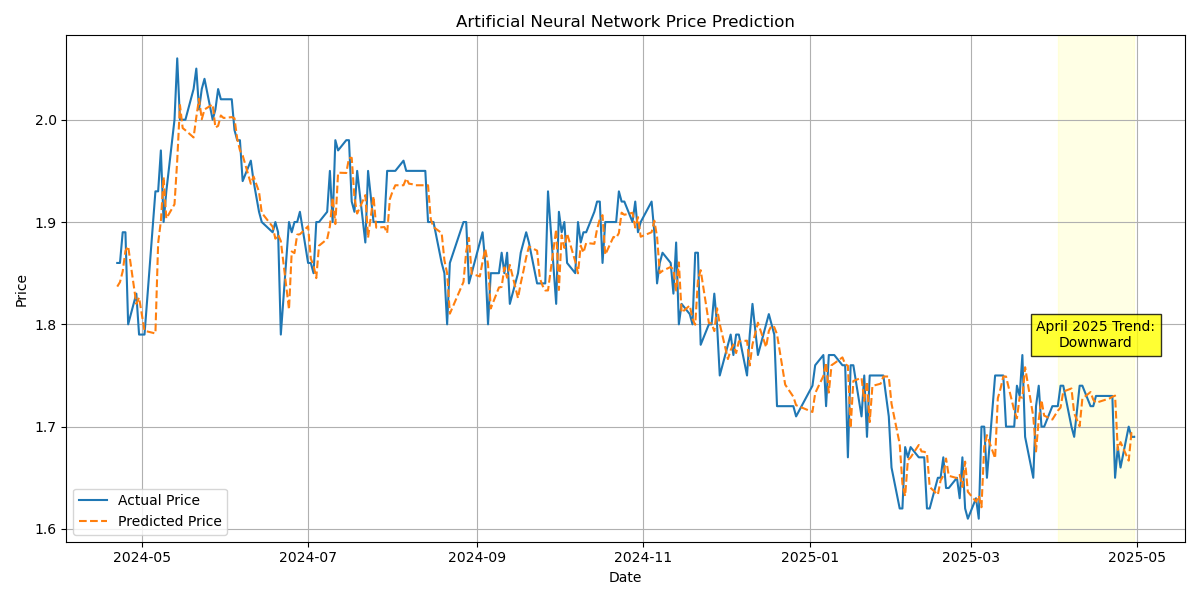 Artificial Neural Network Price Prediction
Price
2.0
1.9
1.8
1.7
1.6
April 2025 Trend:
Downward
Actual Price
Predicted Price
2024-05
2024-07
2024-09
2024-11
2025-01
2025-03
2025-05
Date